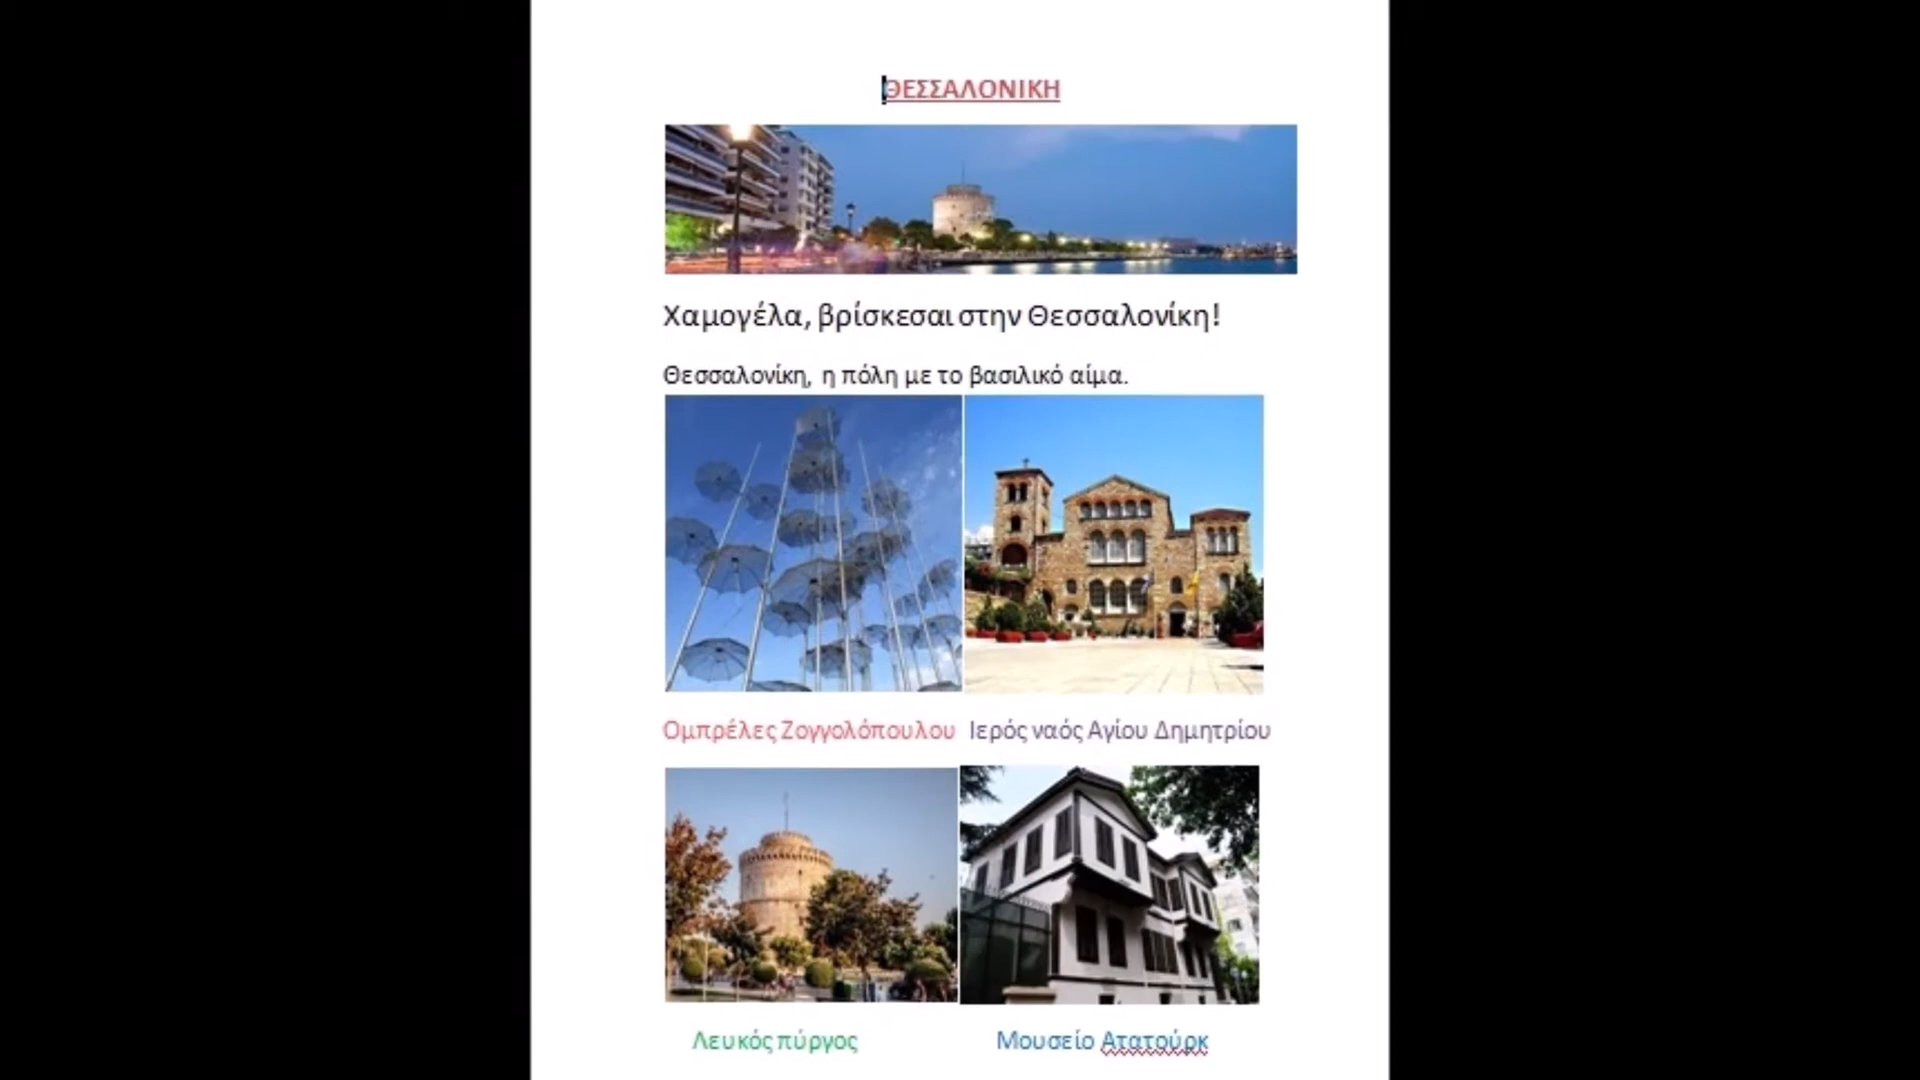 ΘΕΣΣΑΛΟΝΙΚΗ
Χαμογέλα, βρίσκεσαι στην Θεσσαλονίκη!
Θεσσαλονίκη, η πόλη με το βασιλικό αίμα.
Ομπρέλες Ζογγολόπουλου Ιερός ναός Αγίου Δημητρίου
Λευκός πύργος Μουσείο Ατατούρκ